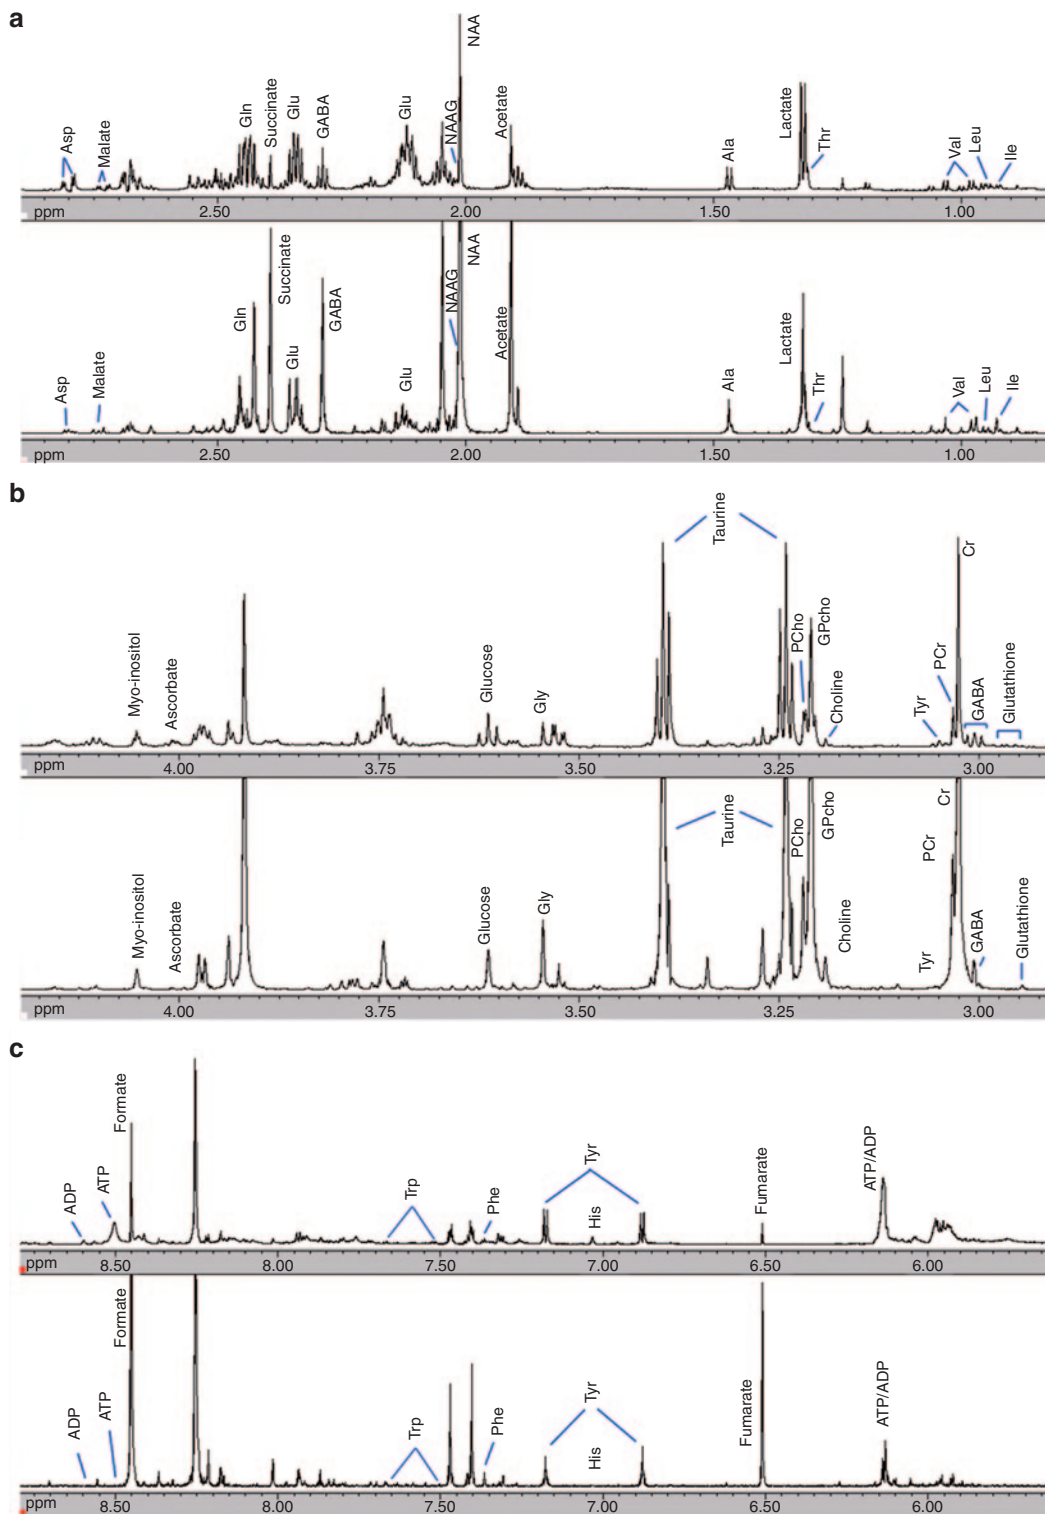 a
Asp
Malate
Gln
Succinate
Glu
GABA
Glu
NAAG
NAA
Acetate
Ala
Lactate
Thr
Val
Leu
Ile
ppm 2.50 2.00 1.50 1.00
Asp
Malate
Gln
Succinate
Glu
GABA
Glu
NAAG
NAA
Acetate
Ala
Lactate
Thr
Val
Leu
Ile
ppm 2.50 2.00 1.50 1.00
b
Myo-inositol
Ascorbate
Glucose
Gly
Taurine
PCho
GPcho
Choline
Tyr
PCr
Cr
GABA
Glutathione
ppm 4.00 3.75 3.50 3.25 3.00
Myo-inositol
Ascorbate
Glucose
Gly
Taurine
PCho
GPcho
Choline
Tyr
PCr
Cr
GABA
Glutathione
ppm 4.00 3.75 3.50 3.25 3.00
c
ADP
ATP
Formate
Trp
Phe
Tyr
His
Fumarate
ATP/ADP
ppm 8.50 8.00 7.50 7.00 6.50 6.00
ADP
ATP
Formate
Trp
Phe
Tyr
His
Fumarate
ATP/ADP
ppm 8.50 8.00 7.50 7.00 6.50 6.00